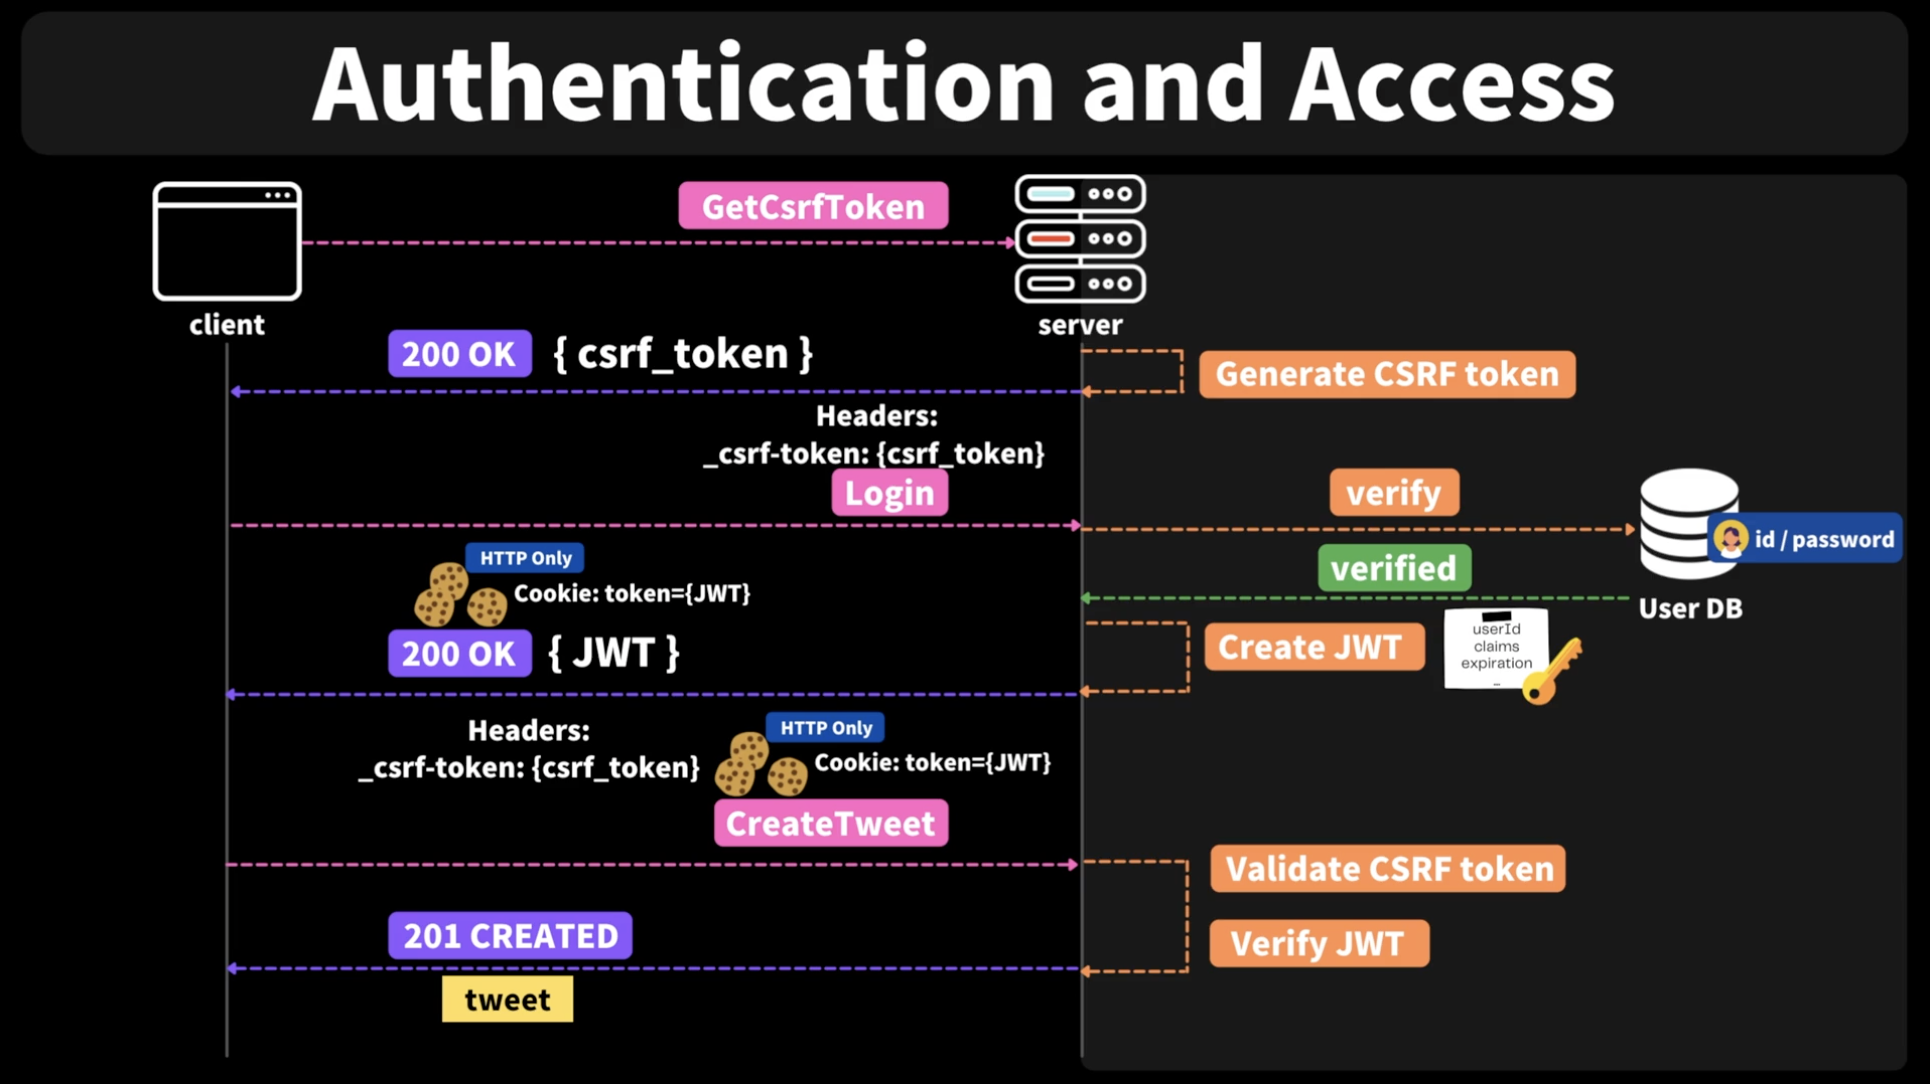 Authentication and Access
GetCsrfToken
client
server
200 OK { csrf_token }
Generate CSRF token
Headers:
_csrf-token: {csrf_token}
Login
verify
id / password
HTTP Only
Cookie: token={JWT}
verified
User DB
200 OK { JWT }
Create JWT
userId
claims
expiration
...
Headers:
_csrf-token: {csrf_token}
HTTP Only
Cookie: token={JWT}
CreateTweet
Validate CSRF token
201 CREATED
Verify JWT
tweet